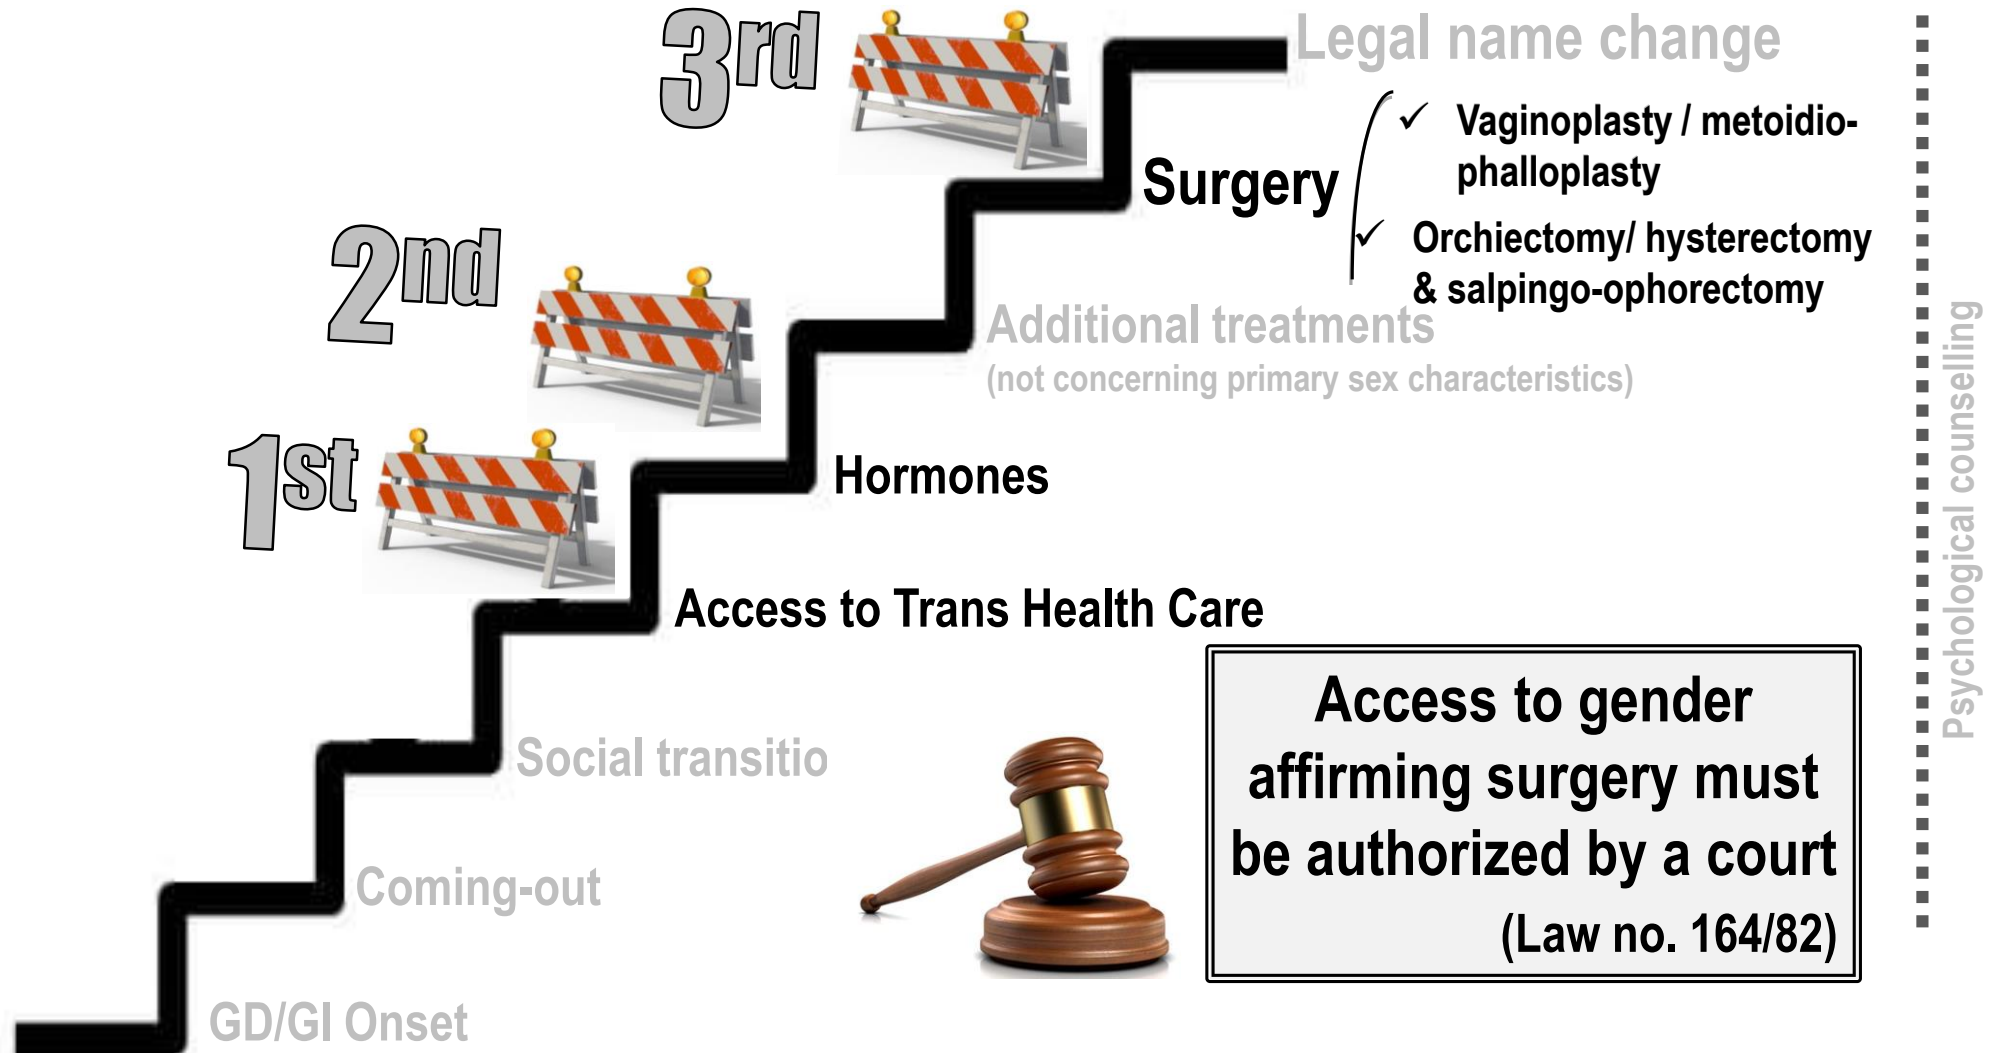 3rd
Legal name change
✓ Vaginoplasty / metoidio-
phalloplasty
Surgery
✓ Orchiectomy/ hysterectomy
& salpingo-ophorectomy
2nd
Additional treatments
(not concerning primary sex characteristics)
1st
Hormones
Access to Trans Health Care
Social transitio
Coming-out
GD/GI Onset
Access to gender
affirming surgery must
be authorized by a court
(Law no. 164/82)
Psychological counselling